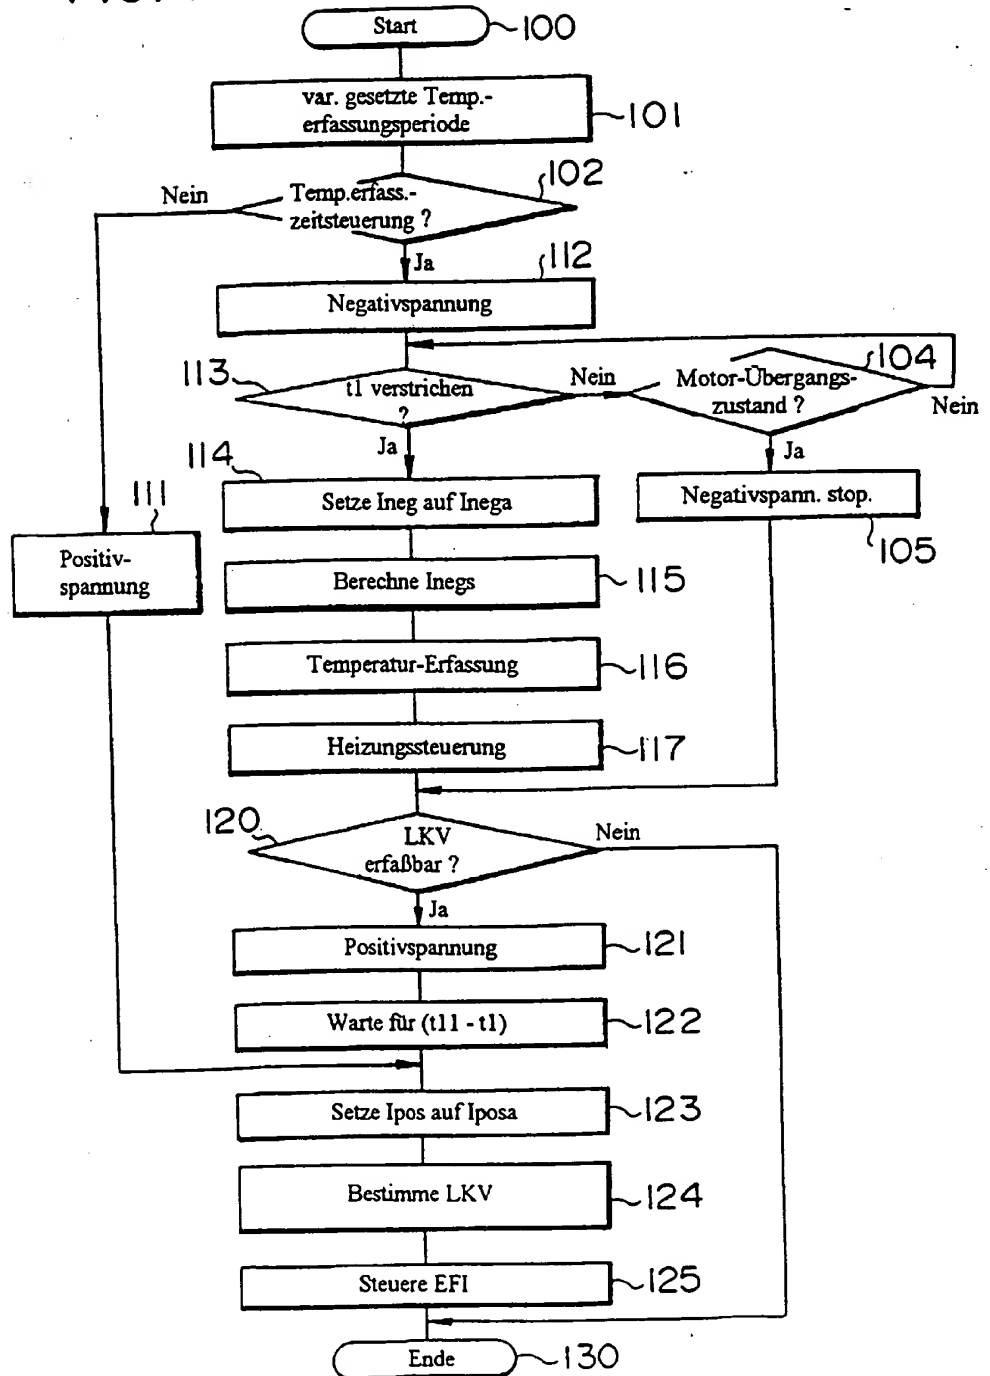 Start
100
var. gesetzte Temp.-
erfassungsperiode
101
102
Nein
Temp.erfass.-
zeitsteuerung ?
Ja
112
Negativspannung
113
t1 verstrichen
?
Nein
104
Motor-Übergangs-
zustand ?
Nein
Ja
Ja
114
Setze Ineg auf Inega
Negativspann. stop.
105
111
Positiv-
spannung
Berechne Inegs
115
Temperatur-Erfassung
116
Heizungssteuerung
117
120
LKV
erfaßbar ?
Nein
Ja
Positivspannung
121
Warte für (t11 - t1)
122
Setze Ipos auf Iposa
123
Bestimme LKV
124
Steuere EFI
125
Ende
130